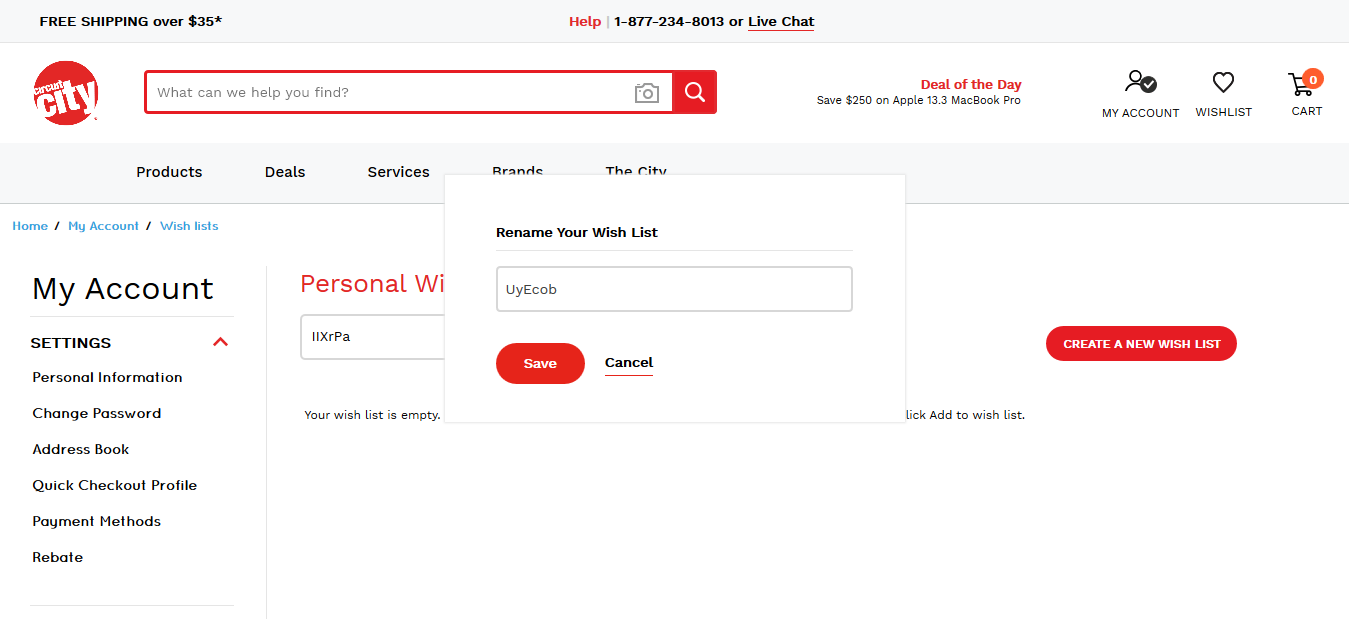 FREE SHIPPING over $35*
Help | 1-877-234-8013 or Live Chat
circuit city
What can we help you find?
Deal of the Day
Save $250 on Apple 13.3 MacBook Pro
MY ACCOUNT
WISHLIST
0
CART
Products Deals Services Brands The City
Home / My Account / Wish lists
Rename Your Wish List
UyEcob
Save Cancel
My Account
SETTINGS
Personal Information
Change Password
Address Book
Quick Checkout Profile
Payment Methods
Rebate
Personal Wi
IIXrPa
CREATE A NEW WISH LIST
Your wish list is empty. lick Add to wish list.